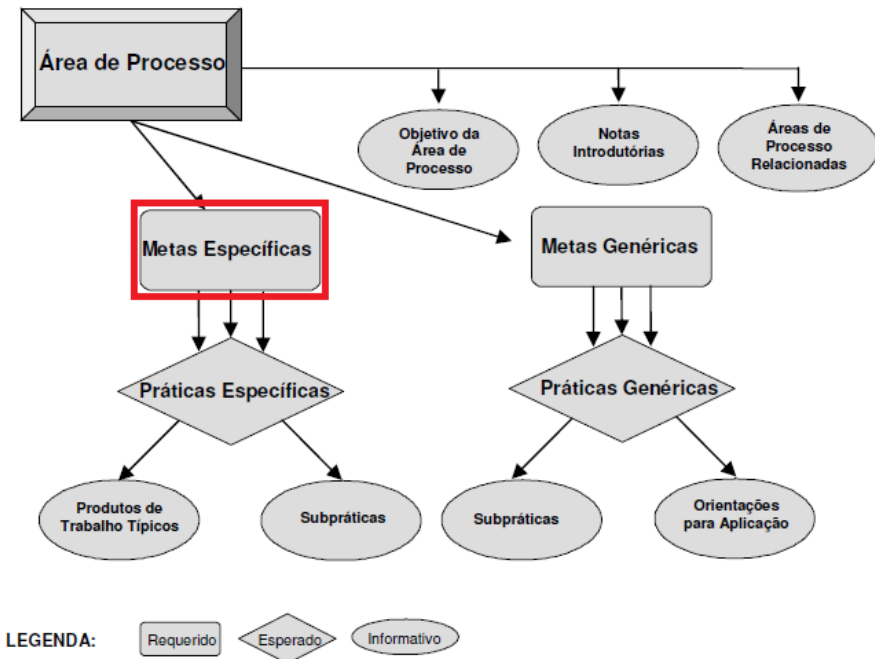 Área de Processo
Objetivo da
Área de
Processo
Notas
Introdutórias
Áreas de
Processo
Relacionadas
Metas Específicas
Metas Genéricas
Práticas Específicas
Práticas Genéricas
Produtos de
Trabalho Típicos
Subpráticas
Subpráticas
Orientações
para Aplicação
LEGENDA:
Requerido
Esperado
Informativo